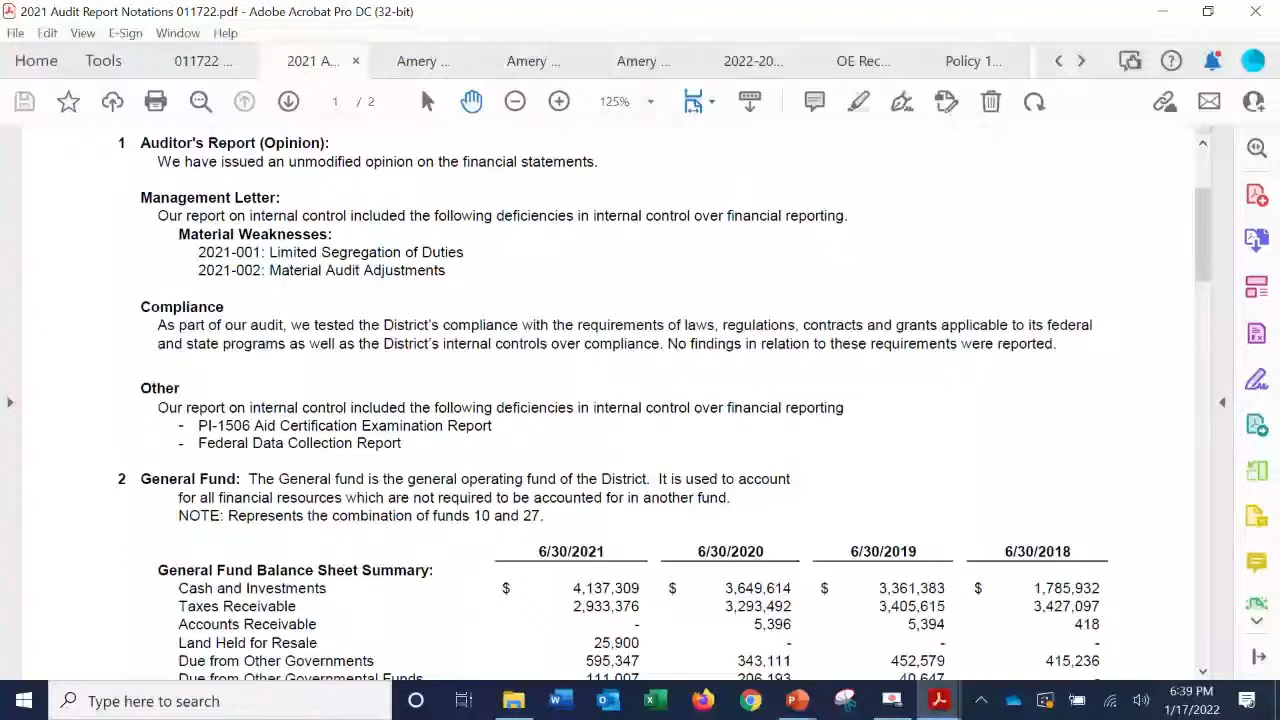 2021 Audit Report Notations 011722.pdf - Adobe Acrobat Pro DC (32-bit)
File Edit View E-Sign Window Help
Home Tools 011722 ... 2021 A... × Amery ... Amery ... Amery ... 2022-20... OE Rec... Policy 1...
1 / 2 125%
1 Auditor's Report (Opinion):
We have issued an unmodified opinion on the financial statements.
Management Letter:
Our report on internal control included the following deficiencies in internal control over financial reporting.
Material Weaknesses:
2021-001: Limited Segregation of Duties
2021-002: Material Audit Adjustments
Compliance
As part of our audit, we tested the District's compliance with the requirements of laws, regulations, contracts and grants applicable to its federal
and state programs as well as the District's internal controls over compliance. No findings in relation to these requirements were reported.
Other
Our report on internal control included the following deficiencies in internal control over financial reporting
- PI-1506 Aid Certification Examination Report
- Federal Data Collection Report
2 General Fund: The General fund is the general operating fund of the District. It is used to account
for all financial resources which are not required to be accounted for in another fund.
NOTE: Represents the combination of funds 10 and 27.
6/30/2021 6/30/2020 6/30/2019 6/30/2018
General Fund Balance Sheet Summary:
Cash and Investments $ 4,137,309 $ 3,649,614 $ 3,361,383 $ 1,785,932
Taxes Receivable 2,933,376 3,293,492 3,405,615 3,427,097
Accounts Receivable - 5,396 5,394 418
Land Held for Resale 25,900 - - -
Due from Other Governments 595,347 343,111 452,579 415,236
Due from Other Governmental Funds 111,007 206,193 40,647 -
Type here to search
6:39 PM
1/17/2022